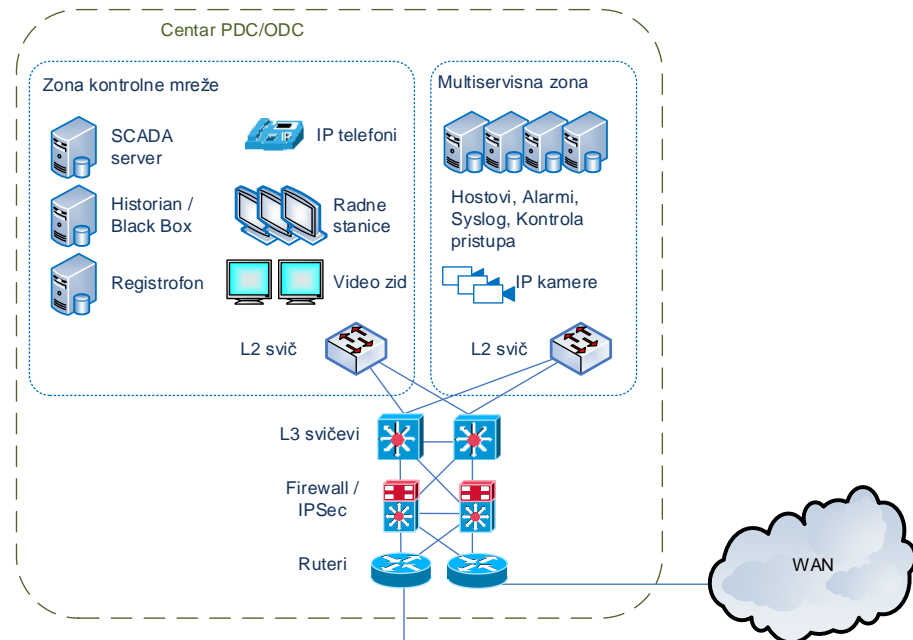 Centar PDC/ODC
Zona kontrolne mreže
SCADA
server
IP
IP telefoni
Historian /
Black Box
Radne
stanice
Registrofon
Video zid
L2 svič
Multiservisna zona
Hostovi, Alarmi,
Syslog, Kontrola
pristupa
IP kamere
L2 svič
L3 svičevi
Firewall /
IPSec
Ruteri
WAN